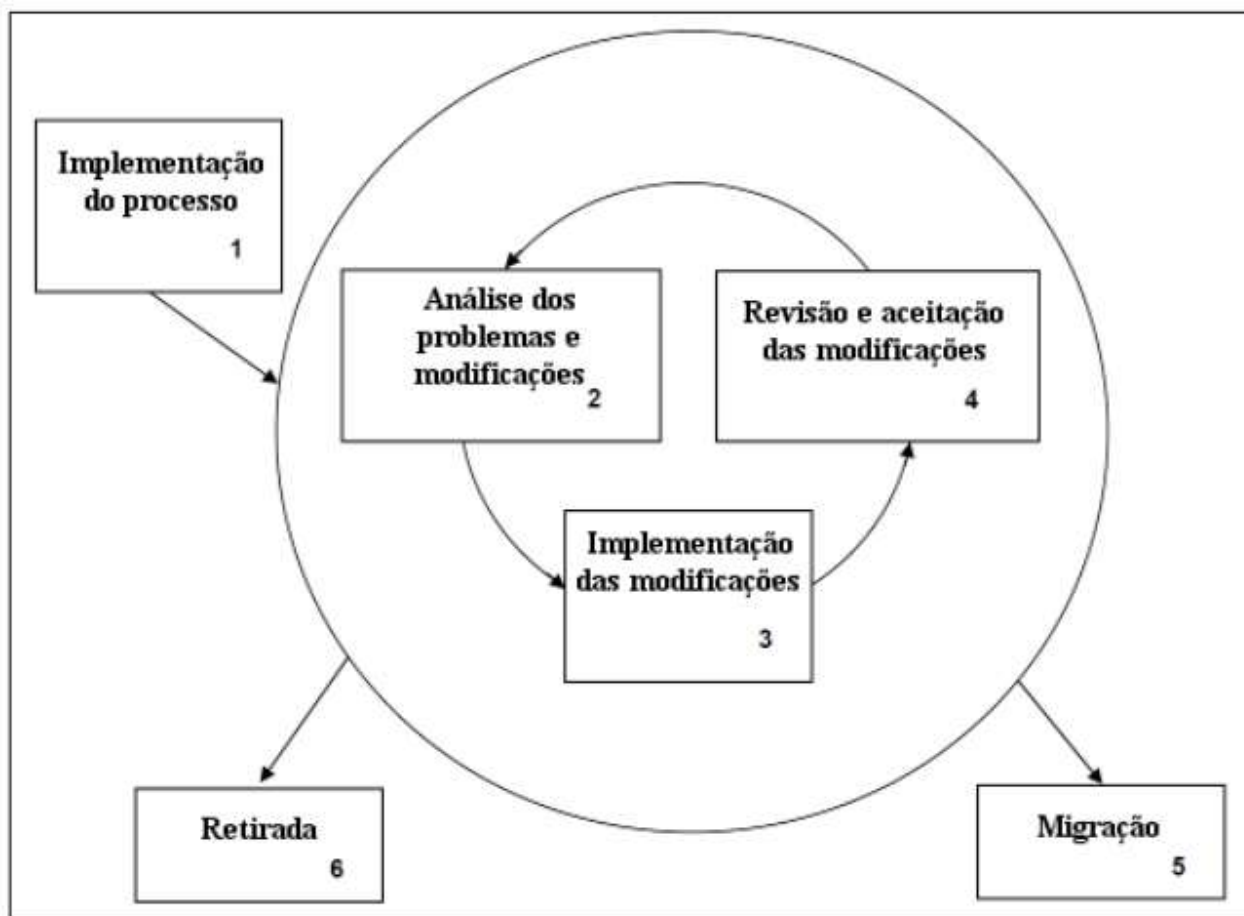 Implementação
do processo
1
Análise dos
problemas e
modificações
2
Revisão e aceitação
das modificações
4
Implementação
das modificações
3
Retirada
6
Migração
5